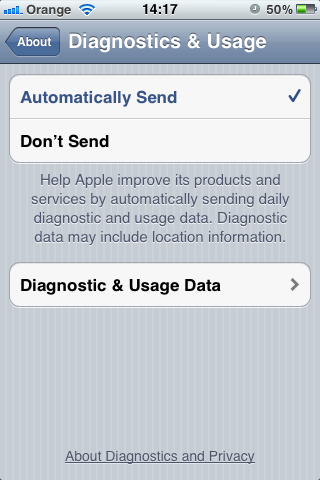 Orange 14:17 50%
About Diagnostics & Usage
Automatically Send
Don't Send
Help Apple improve its products and
services by automatically sending daily
diagnostic and usage data. Diagnostic
data may include location information.
Diagnostic & Usage Data
About Diagnostics and Privacy